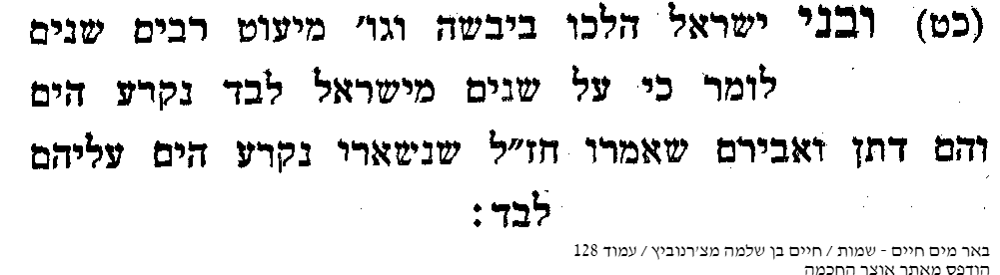 (כט) ובני ישראל הלכו ביבשה וגו׳ מיעוט רבים שנים
לומר כי על שנים מישראל לבד נקרע הים
והם דתן ואבירם שאמרו חז״ל שנישארו נקרע הים עליהם
לבד:
באר מים חיים - שמות / חיים בן שלמה מצ׳רנוביץ / עמוד 128
הודפס מאתר אוצר החכמה